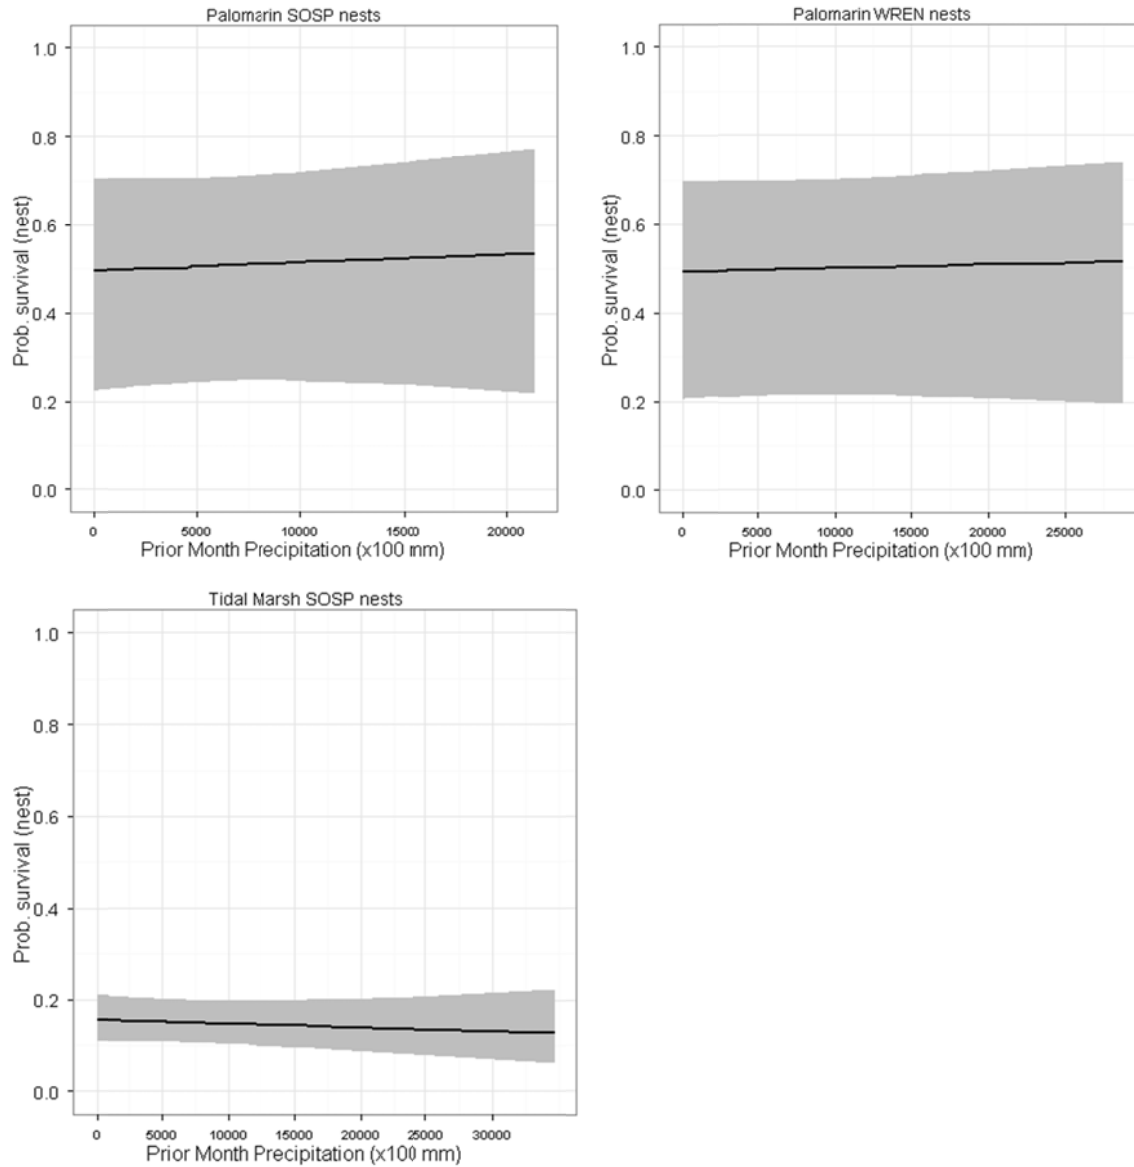 Palomarin SOSP nests
1.0
0.8
0.6
0.4
0.2
0.0
Prob. survival (nest)
0 5000 10000 15000 20000
Prior Month Precipitation (x100 mm)
Palomarin WREN nests
1.0
0.8
0.6
0.4
0.2
0.0
Prob. survival (nest)
0 5000 10000 15000 20000 25000
Prior Month Precipitation (x100 mm)
Tidal Marsh SOSP nests
1.0
0.8
0.6
0.4
0.2
0.0
Prob. survival (nest)
0 5000 10000 15000 20000 25000 30000
Prior Month Precipitation (x100 mm)